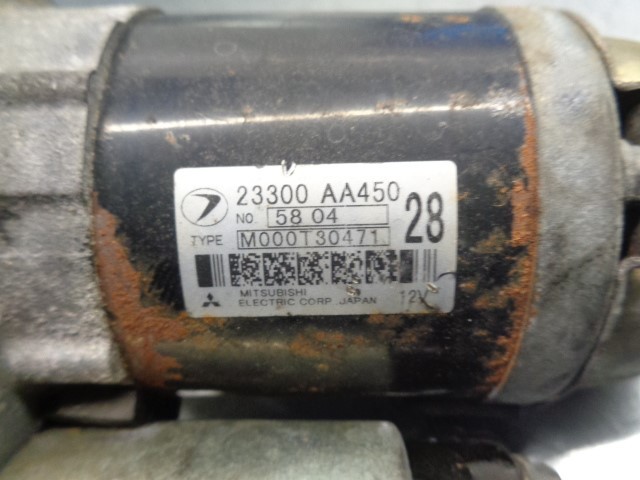 23300 AA450
NO. 58 04 28
TYPE M000T30471
MITSUBISHI
ELECTRIC CORP. JAPAN 12V